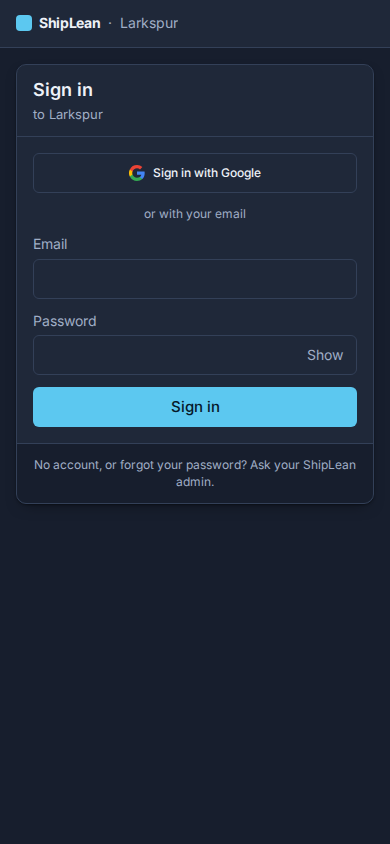 ShipLean · Larkspur
Sign in
to Larkspur
Sign in with Google
or with your email
Email
Password
Show
Sign in
No account, or forgot your password? Ask your ShipLean
admin.